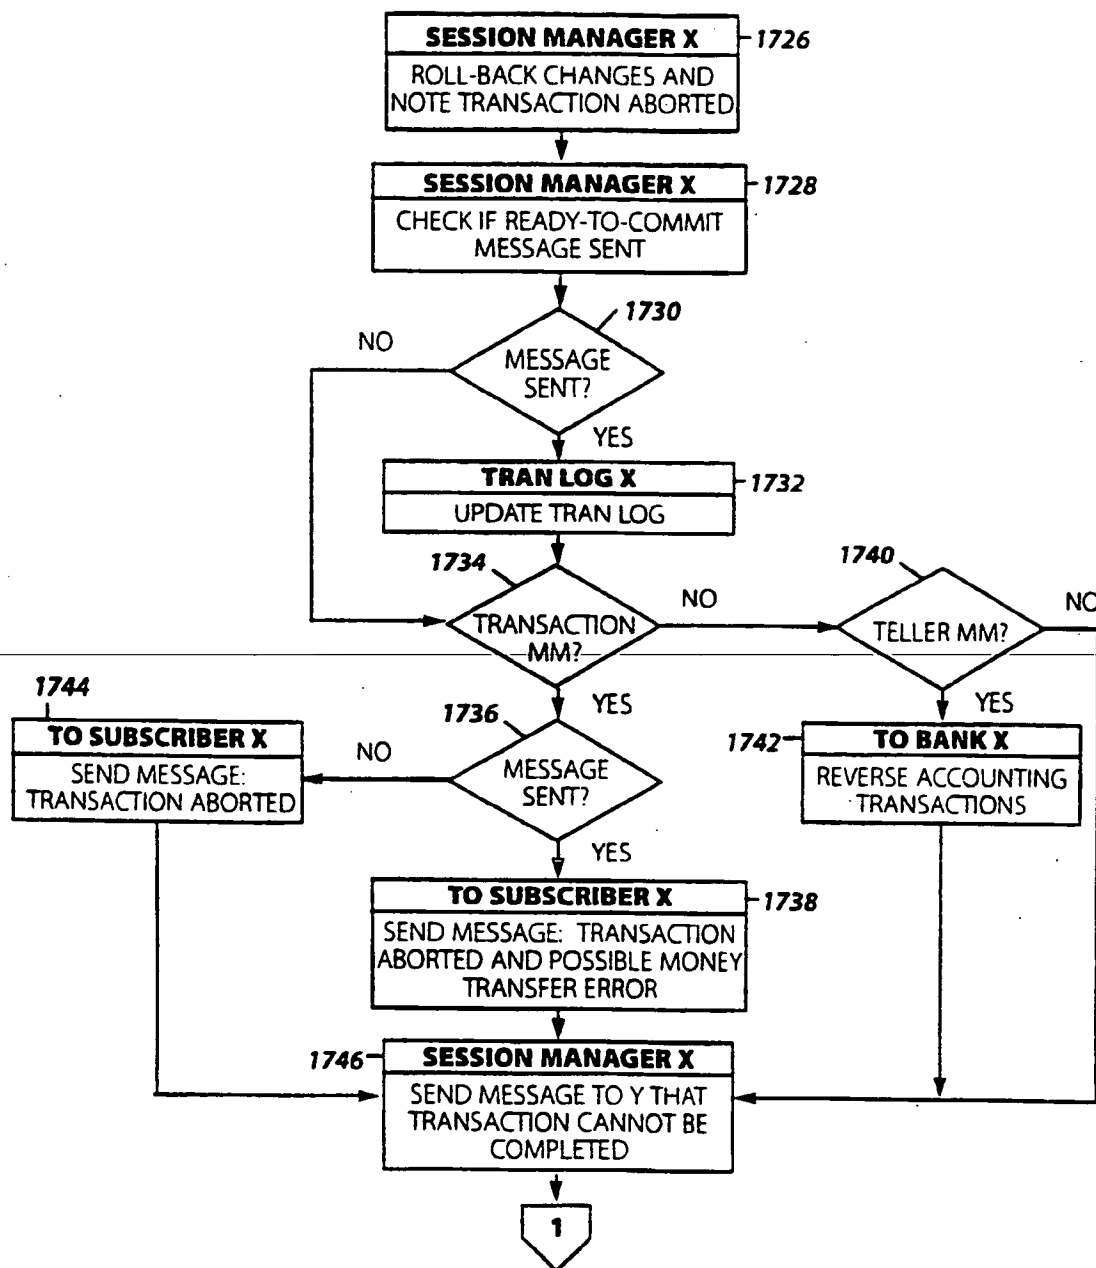 SESSION MANAGER X
1726
ROLL-BACK CHANGES AND
NOTE TRANSACTION ABORTED
SESSION MANAGER X
1728
CHECK IF READY-TO-COMMIT
MESSAGE SENT
1730
NO
MESSAGE
SENT?
YES
TRAN LOG X
1732
UPDATE TRAN LOG
1734
TRANSACTION
MM?
NO
1740
TELLER MM?
NO
YES
YES
1744
TO SUBSCRIBER X
SEND MESSAGE:
TRANSACTION ABORTED
NO
1736
MESSAGE
SENT?
YES
1742
TO BANK X
REVERSE ACCOUNTING
TRANSACTIONS
TO SUBSCRIBER X
1738
SEND MESSAGE: TRANSACTION
ABORTED AND POSSIBLE MONEY
TRANSFER ERROR
1746
SESSION MANAGER X
SEND MESSAGE TO Y THAT
TRANSACTION CANNOT BE
COMPLETED
1